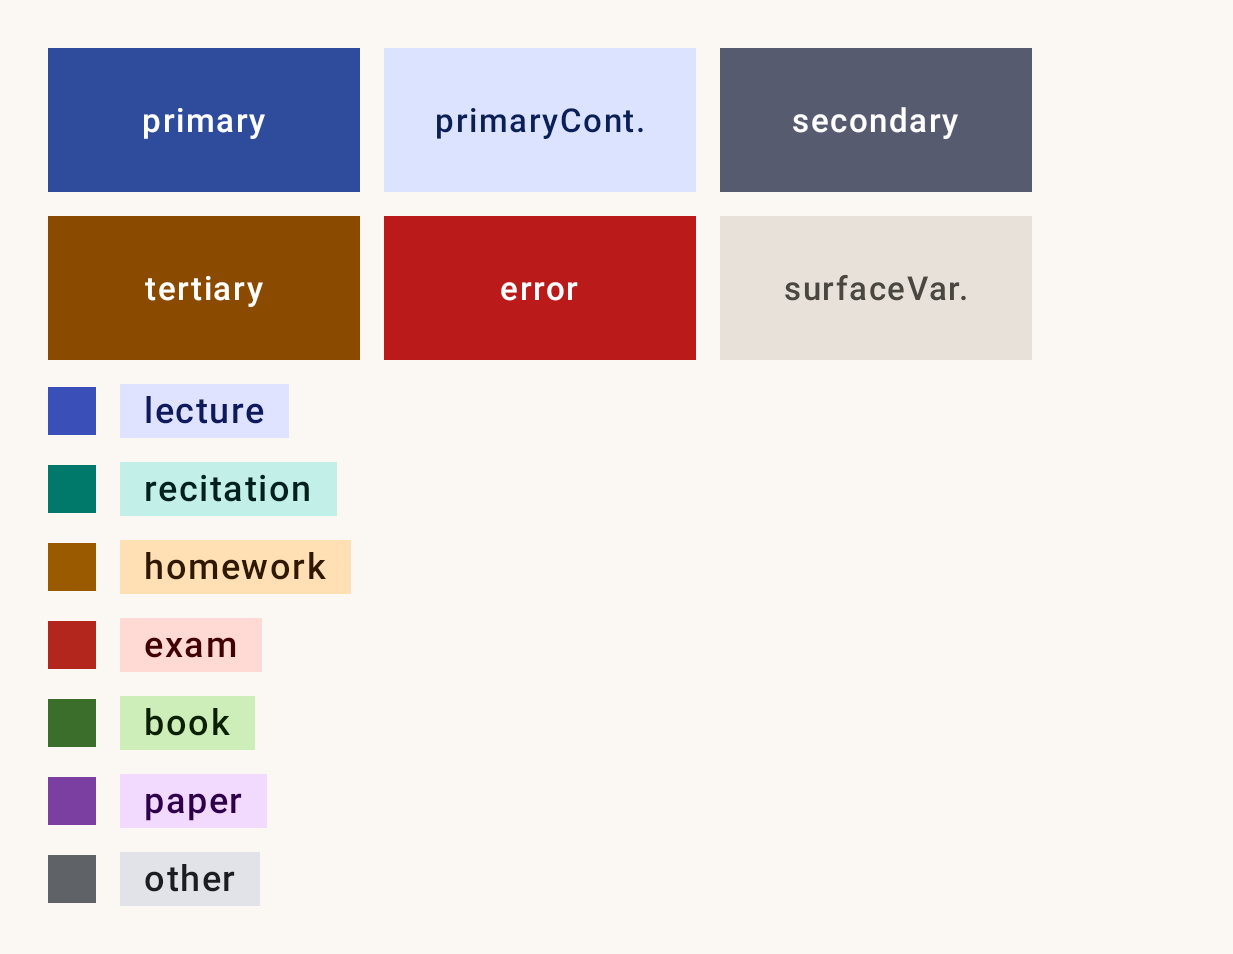 primary primaryCont. secondary
tertiary error surfaceVar.
lecture
recitation
homework
exam
book
paper
other